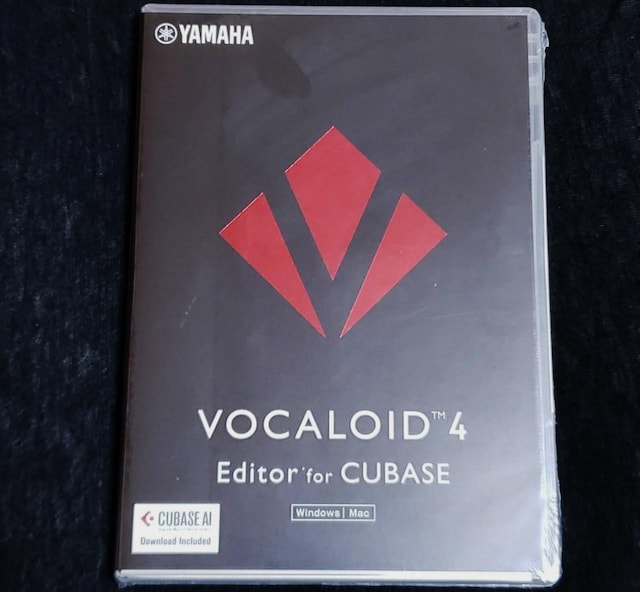 YAMAHA
VOCALOID™4
Editor for CUBASE
Windows | Mac
CUBASE AI
Download Included